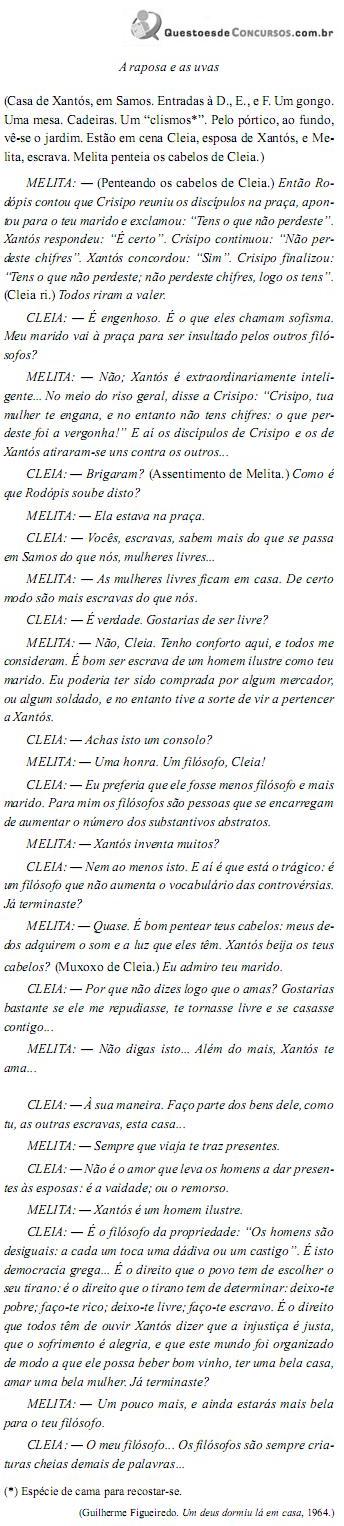 QuestoesdeCONCURSOS.com.br
A raposa e as uvas
(Casa de Xantós, em Samos. Entradas à D., E., e F. Um gongo.
Uma mesa. Cadeiras. Um “clismos*”. Pelo pórtico, ao fundo,
vê-se o jardim. Estão em cena Cleia, esposa de Xantós, e Me-
lita, escrava. Melita penteia os cabelos de Cleia.)
MELITA: — (Penteando os cabelos de Cleia.) Então Ro-
dópis contou que Crisipo reuniu os discípulos na praça, apon-
tou para o teu marido e exclamou: “Tens o que não perdeste”.
Xantós respondeu: “É certo”. Crisipo continuou: “Não per-
deste chifres”. Xantós concordou: “Sim”. Crisipo finalizou:
“Tens o que não perdeste; não perdeste chifres, logo os tens”.
(Cleia ri.) Todos riram a valer.
CLEIA: — É engenhoso. É o que eles chamam sofisma.
Meu marido vai à praça para ser insultado pelos outros filó-
sofos?
MELITA: — Não; Xantós é extraordinariamente inteli-
gente... No meio do riso geral, disse a Crisipo: “Crisipo, tua
mulher te engana, e no entanto não tens chifres: o que per-
deste foi a vergonha!” E aí os discípulos de Crisipo e os de
Xantós atiraram-se uns contra os outros...
CLEIA: — Brigaram? (Assentimento de Melita.) Como é
que Rodópis soube disto?
MELITA: — Ela estava na praça.
CLEIA: — Vocês, escravas, sabem mais do que se passa
em Samos do que nós, mulheres livres...
MELITA: — As mulheres livres ficam em casa. De certo
modo são mais escravas do que nós.
CLEIA: — É verdade. Gostarias de ser livre?
MELITA: — Não, Cleia. Tenho conforto aqui, e todos me
consideram. É bom ser escrava de um homem ilustre como teu
marido. Eu poderia ter sido comprada por algum mercador,
ou algum soldado, e no entanto tive a sorte de vir a pertencer
a Xantós.
CLEIA: — Achas isto um consolo?
MELITA: — Uma honra. Um filósofo, Cleia!
CLEIA: — Eu preferia que ele fosse menos filósofo e mais
marido. Para mim os filósofos são pessoas que se encarregam
de aumentar o número dos substantivos abstratos.
MELITA: — Xantós inventa muitos?
CLEIA: — Nem ao menos isto. E aí é que está o trágico: é
um filósofo que não aumenta o vocabulário das controvérsias.
Já terminaste?
MELITA: — Quase. É bom pentear teus cabelos: meus de-
dos adquirem o som e a luz que eles têm. Xantós beija os teus
cabelos? (Muxoxo de Cleia.) Eu admiro teu marido.
CLEIA: — Por que não dizes logo que o amas? Gostarias
bastante se ele me repudiasse, te tornasse livre e se casasse
contigo...
MELITA: — Não digas isto... Além do mais, Xantós te
ama...
CLEIA: — À sua maneira. Faço parte dos bens dele, como
tu, as outras escravas, esta casa...
MELITA: — Sempre que viaja te traz presentes.
CLEIA: — Não é o amor que leva os homens a dar presen-
tes às esposas: é a vaidade; ou o remorso.
MELITA: — Xantós é um homem ilustre.
CLEIA: — É o filósofo da propriedade: “Os homens são
desiguais: a cada um toca uma dádiva ou um castigo”. É isto
democracia grega... É o direito que o povo tem de escolher o
seu tirano: é o direito que o tirano tem de determinar: deixo-te
pobre; faço-te rico; deixo-te livre; faço-te escravo. É o direito
que todos têm de ouvir Xantós dizer que a injustiça é justa,
que o sofrimento é alegria, e que este mundo foi organizado
de modo a que ele possa beber bom vinho, ter uma bela casa,
amar uma bela mulher. Já terminaste?
MELITA: — Um pouco mais, e ainda estarás mais bela
para o teu filósofo.
CLEIA: — O meu filósofo... Os filósofos são sempre cria-
turas cheias demais de palavras...
(*) Espécie de cama para recostar-se.
(Guilherme Figueiredo. Um deus dormiu lá em casa, 1964.)